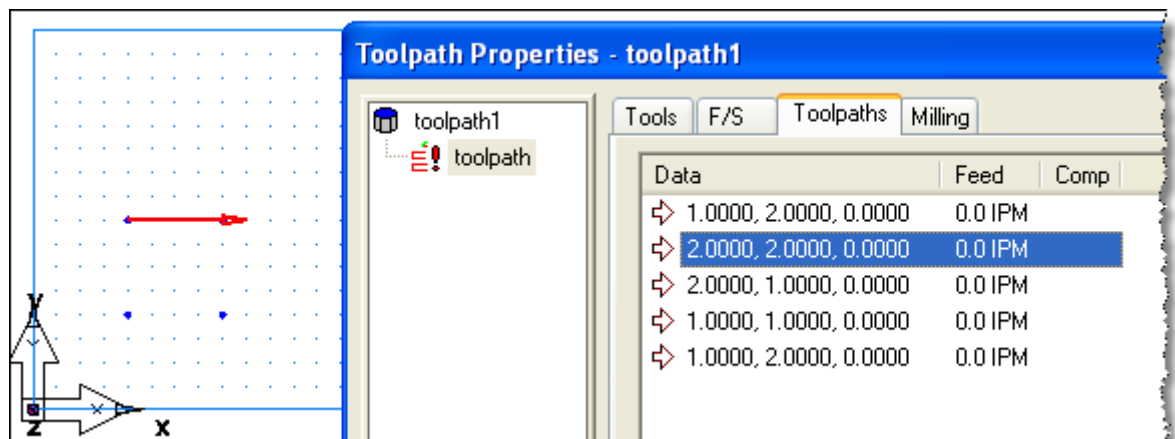 Toolpath Properties - toolpath1
toolpath1
toolpath
Tools F/S Toolpaths Milling
Data Feed Comp
1.0000, 2.0000, 0.0000 0.0 IPM
2.0000, 2.0000, 0.0000 0.0 IPM
2.0000, 1.0000, 0.0000 0.0 IPM
1.0000, 1.0000, 0.0000 0.0 IPM
1.0000, 2.0000, 0.0000 0.0 IPM
y
Y
X
z
x